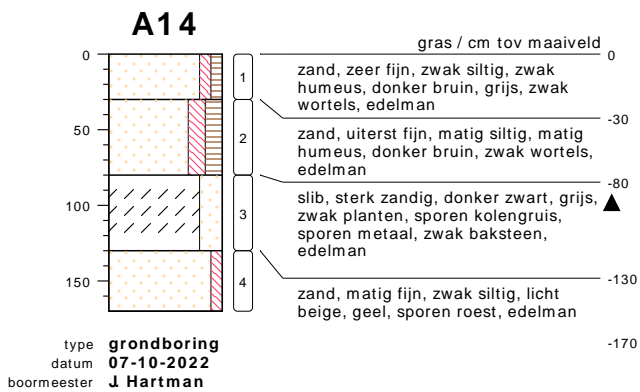 A14
gras / cm tov maaiveld
0
0
1
zand, zeer fijn, zwak siltig, zwak
humeus, donker bruin, grijs, zwak
wortels, edelman
-30
50
2
zand, uiterst fijn, matig siltig, matig
humeus, donker bruin, zwak wortels,
edelman
-80
100
3
slib, sterk zandig, donker zwart, grijs,
zwak planten, sporen kolengruis,
sporen metaal, zwak baksteen,
edelman
-130
150
4
zand, matig fijn, zwak siltig, licht
beige, geel, sporen roest, edelman
-170
type grondboring
datum 07-10-2022
boormeester J. Hartman